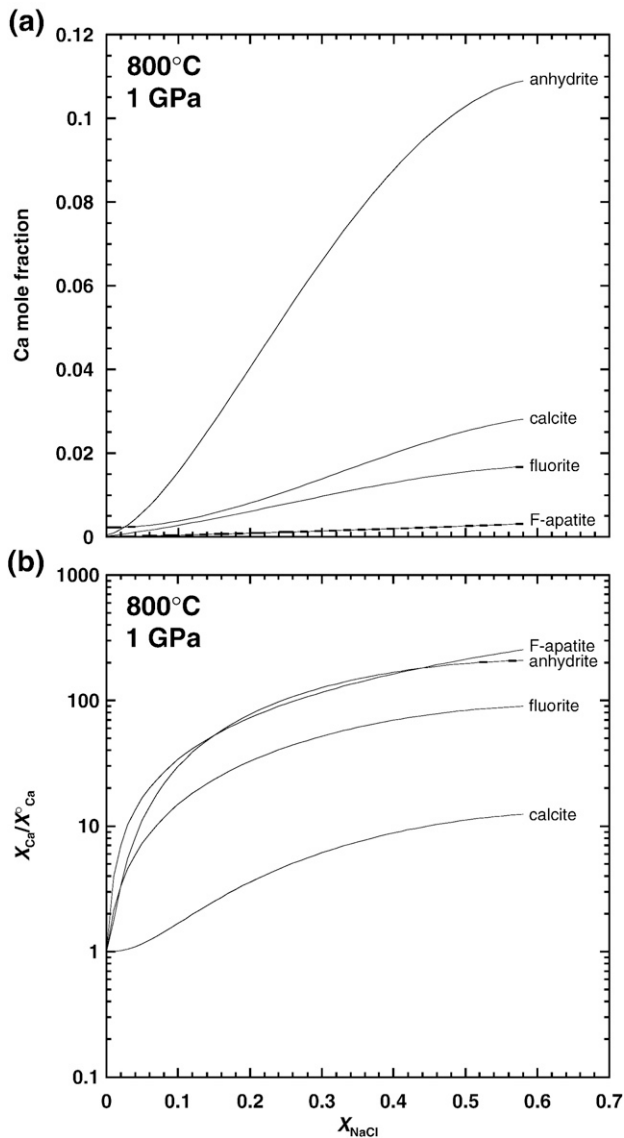 (a)
0.12
800°C
1 GPa
anhydrite
0.1
0.08
Ca mole fraction
0.06
0.04
calcite
0.02
fluorite
F-apatite
0
(b)
1000
800°C
1 GPa
F-apatite
anhydrite
100
fluorite
X_Ca/X°_Ca
10
calcite
1
0.1
0 0.1 0.2 0.3 0.4 0.5 0.6 0.7
X_NaCl